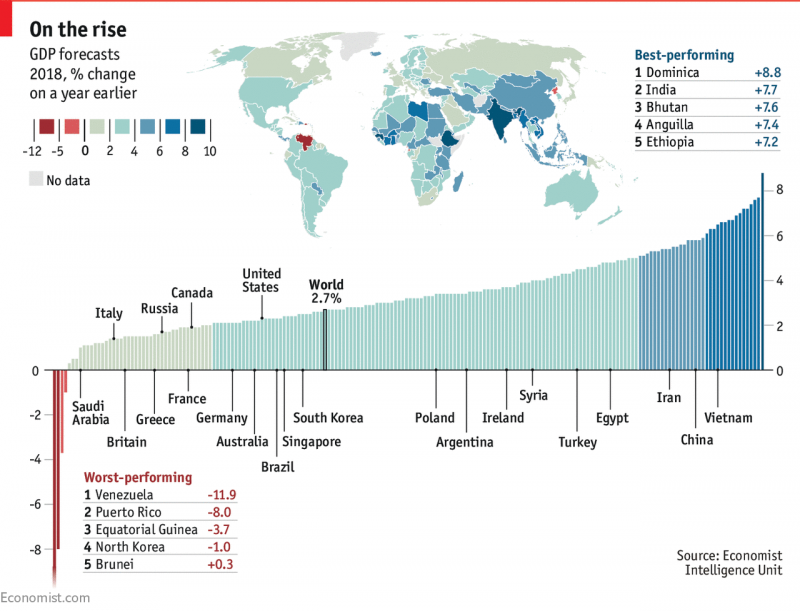 On the rise
GDP forecasts
2018, % change
on a year earlier
-12 -5 0 2 4 6 8 10
No data
Best-performing
1 Dominica +8.8
2 India +7.7
3 Bhutan +7.6
4 Anguilla +7.4
5 Ethiopia +7.2
8
6
4
2
0
World
2.7%
United
States
Canada
Russia
Italy
0
-2
-4
-6
-8
Saudi
Arabia
Britain
Greece
France
Germany
Australia
Brazil
Singapore
South Korea
Poland
Argentina
Ireland
Syria
Turkey
Egypt
Iran
China
Vietnam
Worst-performing
1 Venezuela -11.9
2 Puerto Rico -8.0
3 Equatorial Guinea -3.7
4 North Korea -1.0
5 Brunei +0.3
Source: Economist
Intelligence Unit
Economist.com